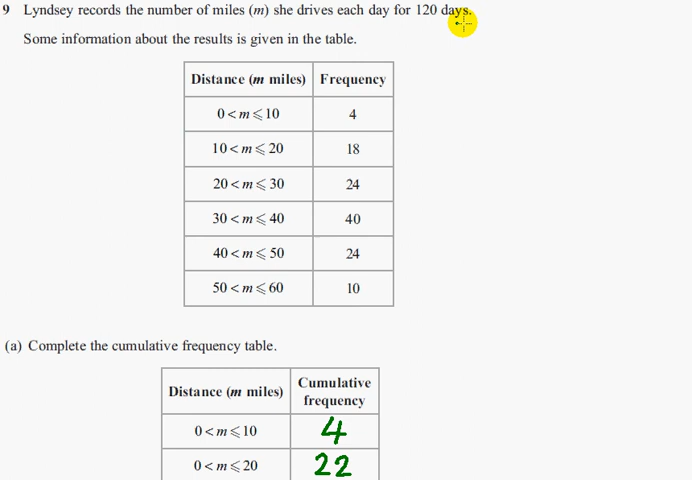 9 Lyndsey records the number of miles (m) she drives each day for 120 days.
Some information about the results is given in the table.
Distance (m miles) Frequency
0 < m ⩽ 10 4
10 < m ⩽ 20 18
20 < m ⩽ 30 24
30 < m ⩽ 40 40
40 < m ⩽ 50 24
50 < m ⩽ 60 10
(a) Complete the cumulative frequency table.
Distance (m miles) Cumulative frequency
0 < m ⩽ 10 4
0 < m ⩽ 20 22